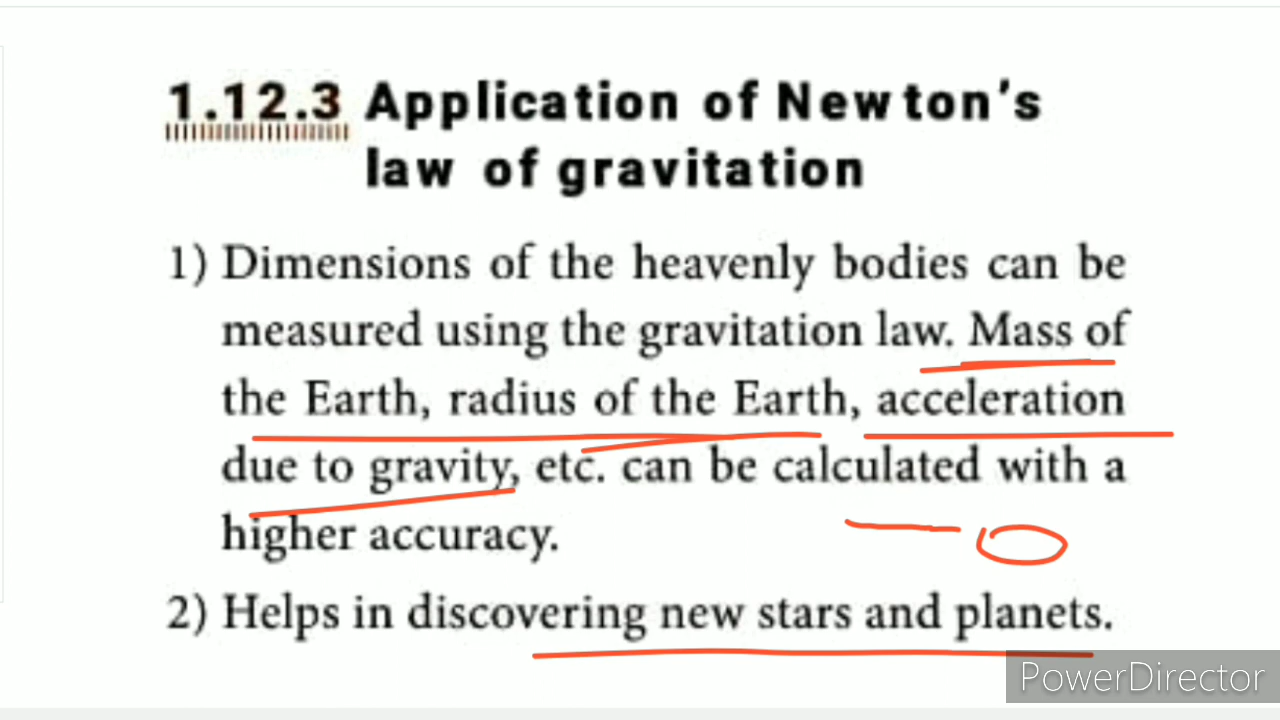 1.12.3 Application of Newton's
law of gravitation
1) Dimensions of the heavenly bodies can be
measured using the gravitation law. Mass of
the Earth, radius of the Earth, acceleration
due to gravity, etc. can be calculated with a
higher accuracy.
2) Helps in discovering new stars and planets.
PowerDirector